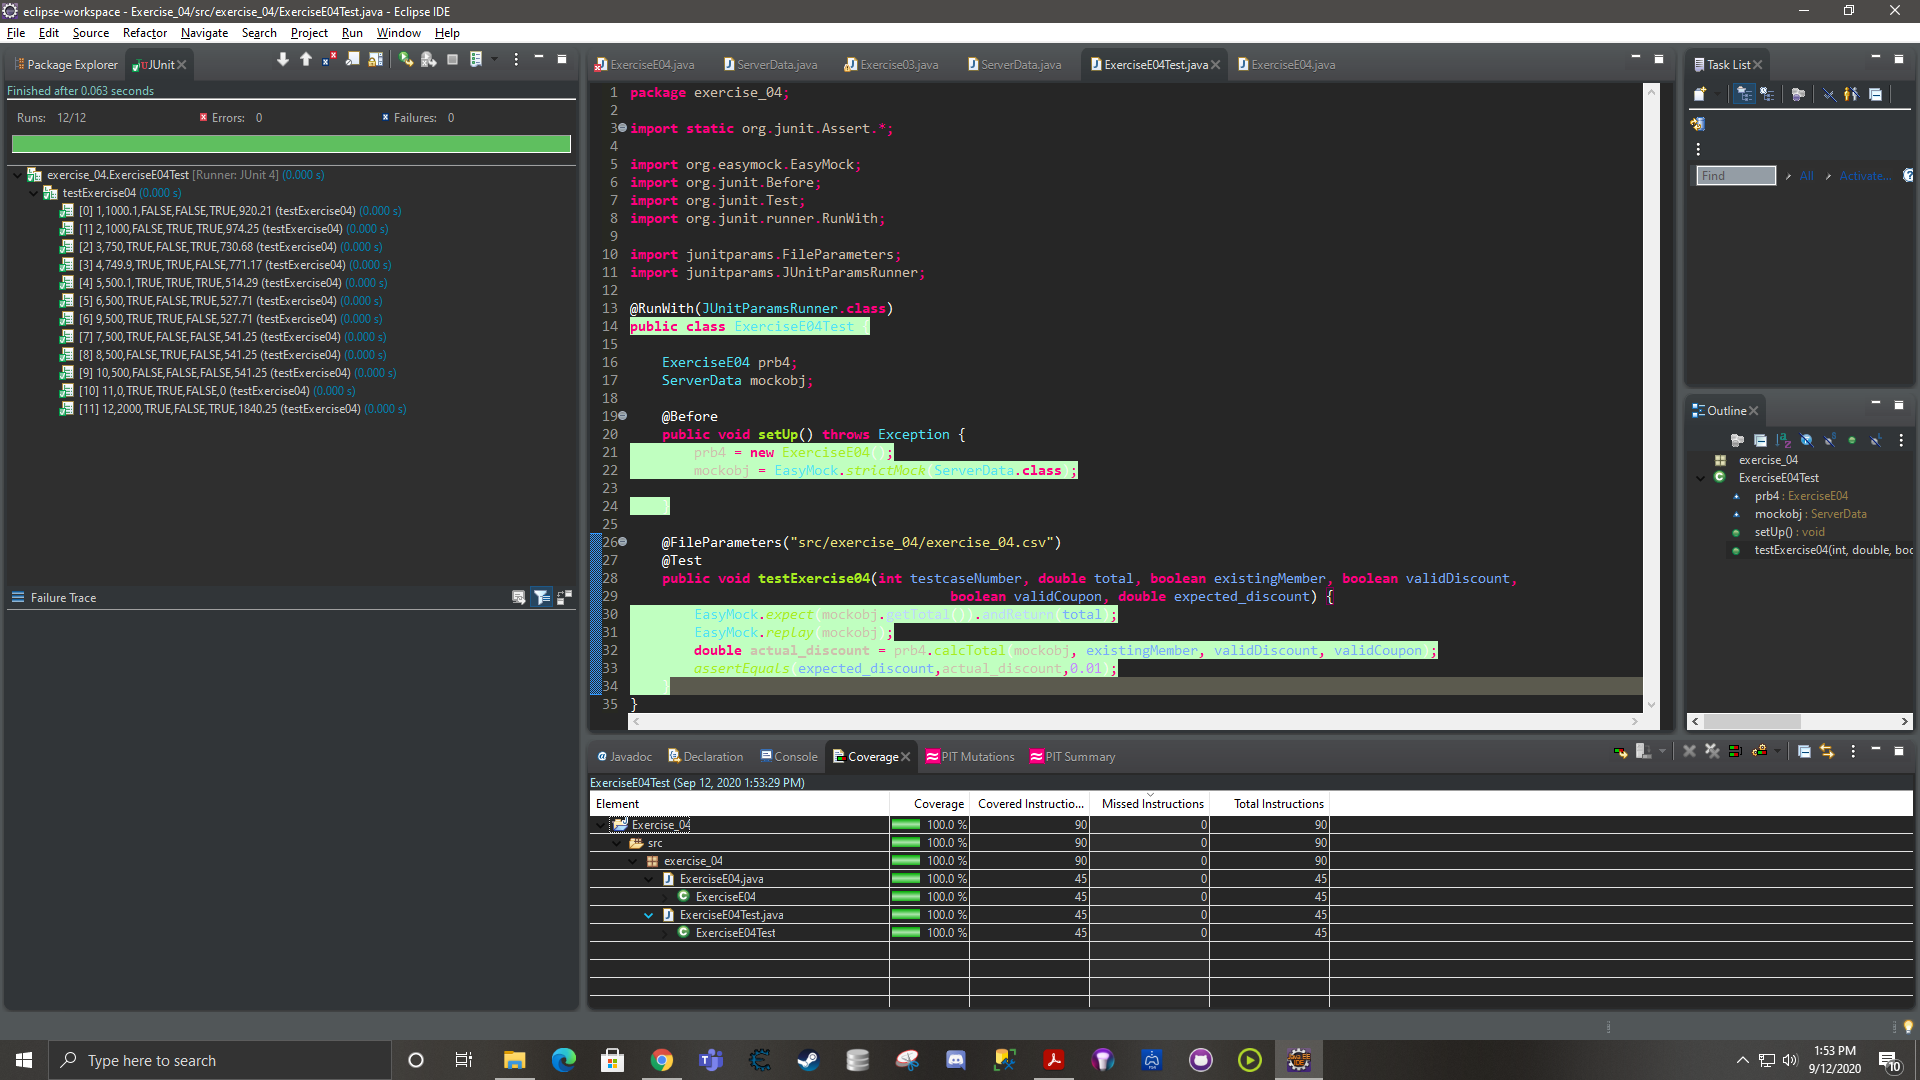 eclipse-workspace - Exercise_04/src/exercise_04/ExerciseE04Test.java - Eclipse IDE
File Edit Source Refactor Navigate Search Project Run Window Help
Package Explorer JUnit
Finished after 0.063 seconds
Runs: 12/12 Errors: 0 Failures: 0
exercise_04.ExerciseE04Test [Runner: JUnit 4] (0.000 s)
testExercise04 (0.000 s)
[0] 1,1000.1,FALSE,FALSE,TRUE,920.21 (testExercise04) (0.000 s)
[1] 2,1000,FALSE,TRUE,TRUE,974.25 (testExercise04) (0.000 s)
[2] 3,750,TRUE,FALSE,TRUE,730.68 (testExercise04) (0.000 s)
[3] 4,749.9,TRUE,TRUE,FALSE,771.17 (testExercise04) (0.000 s)
[4] 5,500.1,TRUE,TRUE,TRUE,514.29 (testExercise04) (0.000 s)
[5] 6,500,TRUE,FALSE,TRUE,527.71 (testExercise04) (0.000 s)
[6] 9,500,TRUE,TRUE,FALSE,527.71 (testExercise04) (0.000 s)
[7] 7,500,TRUE,FALSE,FALSE,541.25 (testExercise04) (0.000 s)
[8] 8,500,FALSE,TRUE,FALSE,541.25 (testExercise04) (0.000 s)
[9] 10,500,FALSE,FALSE,FALSE,541.25 (testExercise04) (0.000 s)
[10] 11,0,TRUE,TRUE,FALSE,0 (testExercise04) (0.000 s)
[11] 12,2000,TRUE,FALSE,TRUE,1840.25 (testExercise04) (0.000 s)
Failure Trace
ExerciseE04.java ServerData.java Exercise03.java ServerData.java ExerciseE04Test.java ExerciseE04.java
1 package exercise_04;
2
3 import static org.junit.Assert.*;
4
5 import org.easymock.EasyMock;
6 import org.junit.Before;
7 import org.junit.Test;
8 import org.junit.runner.RunWith;
9
10 import junitparams.FileParameters;
11 import junitparams.JUnitParamsRunner;
12
13 @RunWith(JUnitParamsRunner.class)
14 public class ExerciseE04Test {
15
16 ExerciseE04 prb4;
17 ServerData mockobj;
18
19 @Before
20 public void setUp() throws Exception {
21 prb4 = new ExerciseE04();
22 mockobj = EasyMock.strictMock(ServerData.class);
23
24 }
25
26 @FileParameters("src/exercise_04/exercise_04.csv")
27 @Test
28 public void testExercise04(int testcaseNumber, double total, boolean existingMember, boolean validDiscount,
29 boolean validCoupon, double expected_discount) {
30 EasyMock.expect(mockobj.getTotal()).andReturn(total);
31 EasyMock.replay(mockobj);
32 double actual_discount = prb4.calcTotal(mockobj, existingMember, validDiscount, validCoupon);
33 assertEquals(expected_discount,actual_discount,0.01);
34 }
35 }
Javadoc Declaration Console Coverage PIT Mutations PIT Summary
ExerciseE04Test (Sep 12, 2020 1:53:29 PM)
Element Coverage Covered Instructio... Missed Instructions Total Instructions
Exercise_04 100.0 % 90 0 90
src 100.0 % 90 0 90
exercise_04 100.0 % 90 0 90
ExerciseE04.java 100.0 % 45 0 45
ExerciseE04 100.0 % 45 0 45
ExerciseE04Test.java 100.0 % 45 0 45
ExerciseE04Test 100.0 % 45 0 45
Task List
Find All Activate...
Outline
exercise_04
ExerciseE04Test
prb4 : ExerciseE04
mockobj : ServerData
setUp() : void
testExercise04(int, double, boo
Type here to search
1:53 PM
9/12/2020
10